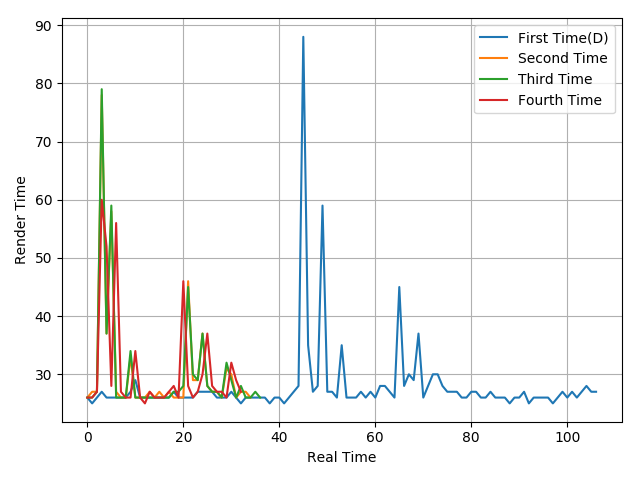 First Time(D)
Second Time
Third Time
Fourth Time
90
80
70
60
50
40
30
Render Time
0 20 40 60 80 100
Real Time